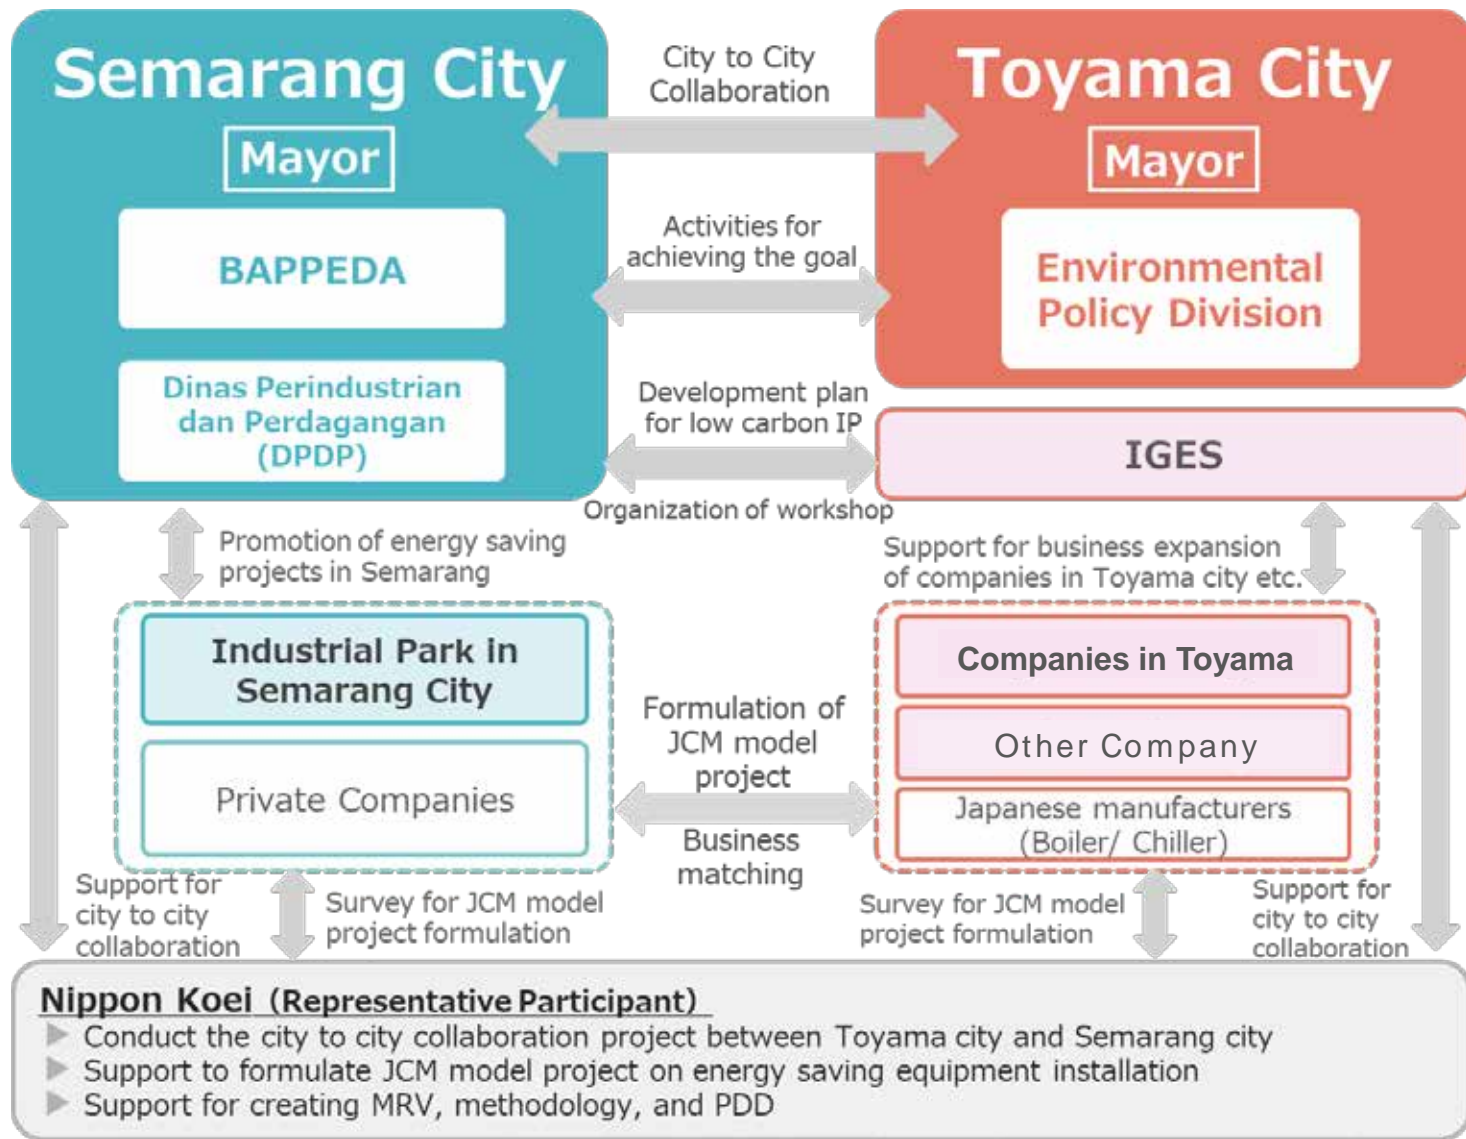 Semarang City
Mayor
BAPPEDA
Dinas Perindustrian
dan Perdagangan
(DPDP)
City to City
Collaboration
Activities for
achieving the goal
Development plan
for low carbon IP
Organization of workshop
Toyama City
Mayor
Environmental
Policy Division
IGES
Promotion of energy saving
projects in Semarang
Support for business expansion
of companies in Toyama city etc.
Industrial Park in
Semarang City
Private Companies
Formulation of
JCM model
project
Business
matching
Companies in Toyama
Other Company
Japanese manufacturers
(Boiler/ Chiller)
Support for
city to city
collaboration
Survey for JCM model
project formulation
Survey for JCM model
project formulation
Support for
city to city
collaboration
Nippon Koei (Representative Participant)
Conduct the city to city collaboration project between Toyama city and Semarang city
Support to formulate JCM model project on energy saving equipment installation
Support for creating MRV, methodology, and PDD